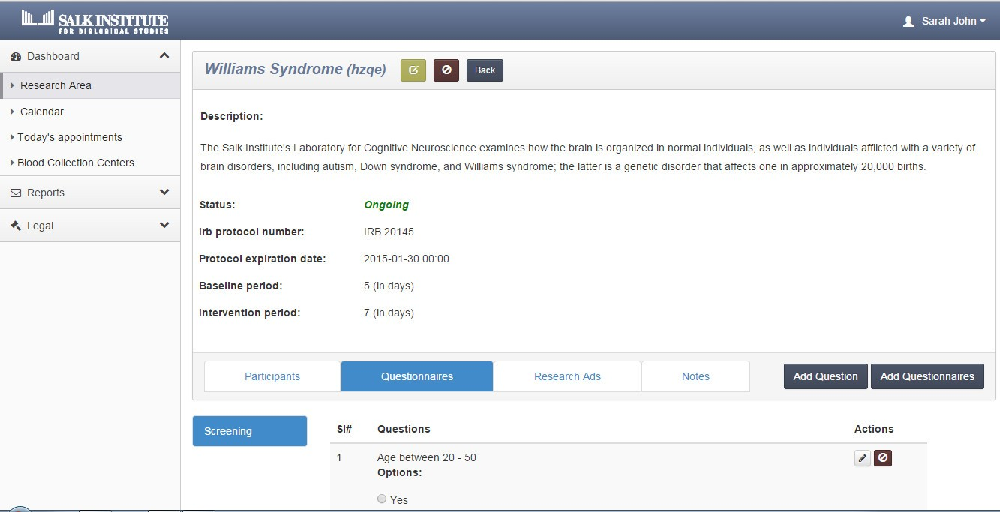 SALK INSTITUTE
FOR BIOLOGICAL STUDIES
Sarah John
Dashboard
Research Area
Calendar
Today's appointments
Blood Collection Centers
Reports
Legal
Williams Syndrome (hzqe)
Back
Description:
The Salk Institute's Laboratory for Cognitive Neuroscience examines how the brain is organized in normal individuals, as well as individuals afflicted with a variety of
brain disorders, including autism, Down syndrome, and Williams syndrome; the latter is a genetic disorder that affects one in approximately 20,000 births.
Status: Ongoing
Irb protocol number: IRB 20145
Protocol expiration date: 2015-01-30 00:00
Baseline period: 5 (in days)
Intervention period: 7 (in days)
Participants Questionnaires Research Ads Notes Add Question Add Questionnaires
Screening
Sl# Questions Actions
1 Age between 20 - 50
Options:
Yes